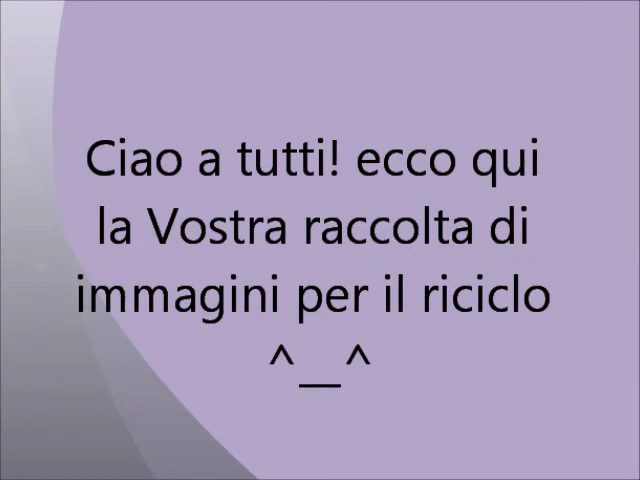 Ciao a tutti! ecco qui
la Vostra raccolta di
immagini per il riciclo
^__^